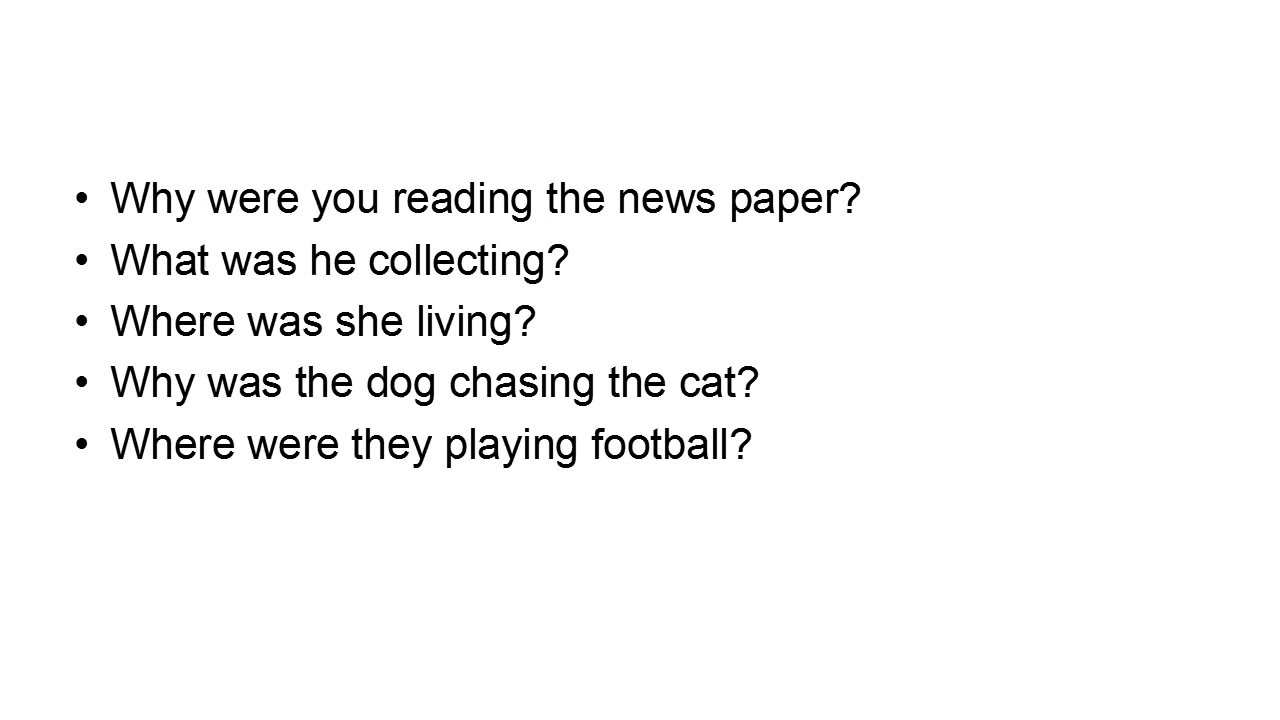 • Why were you reading the news paper?
• What was he collecting?
• Where was she living?
• Why was the dog chasing the cat?
• Where were they playing football?